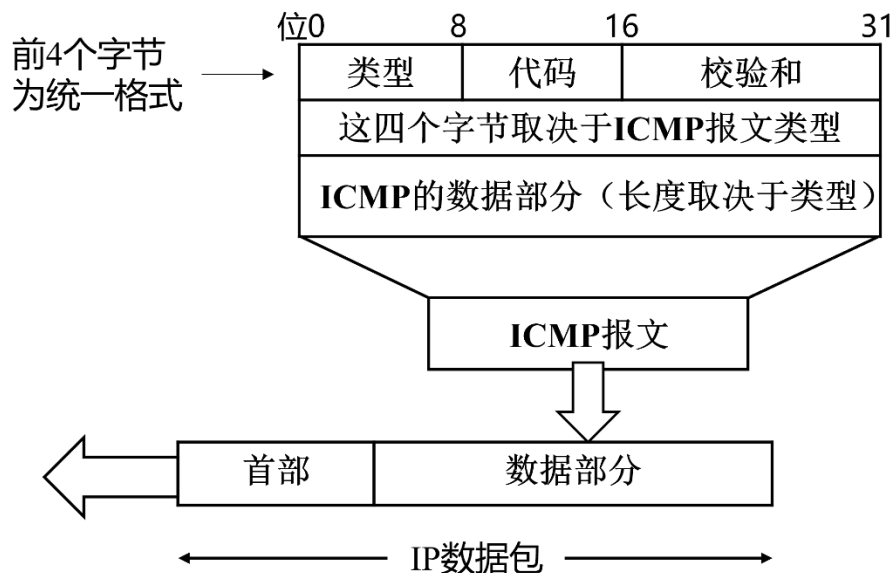 位0 8 16 31
前4个字节
为统一格式
类型 代码 校验和
这四个字节取决于ICMP报文类型
ICMP的数据部分（长度取决于类型）
ICMP报文
首部 数据部分
IP数据包